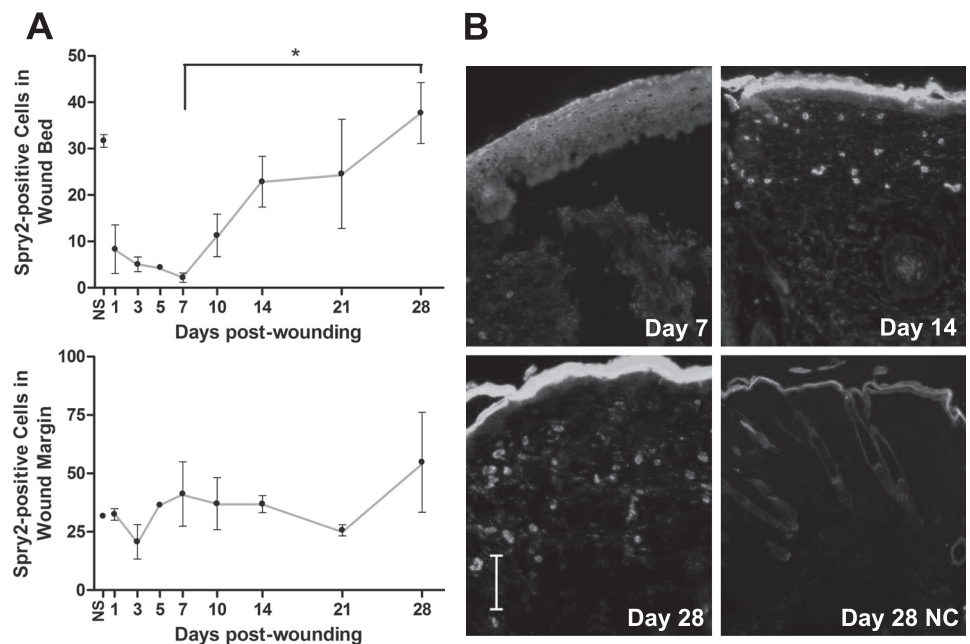 A
50
40
30
20
10
0
Spry2-positive Cells in
Wound Bed
*
NS 1 3 5 7 10 14 21 28
Days post-wounding
100
75
50
25
0
Spry2-positive Cells in
Wound Margin
NS 1 3 5 7 10 14 21 28
Days post-wounding
B
Day 7
Day 14
Day 28
Day 28 NC